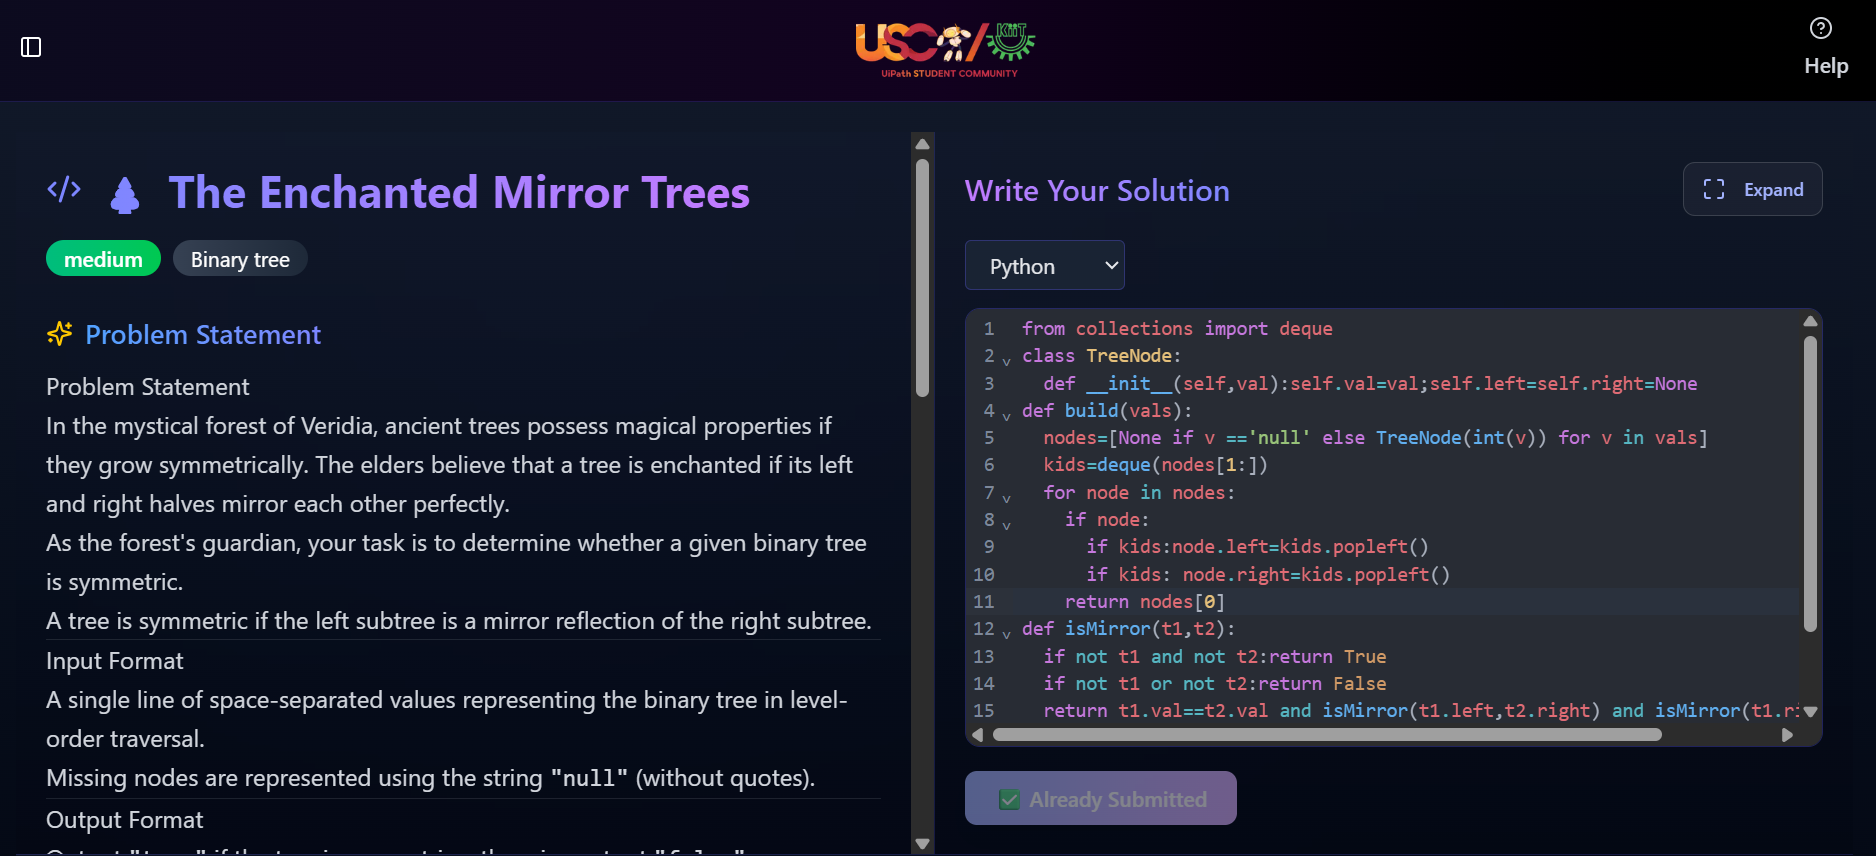 USC/KIIT
UiPath STUDENT COMMUNITY
Help
</> The Enchanted Mirror Trees
medium
Binary tree
Problem Statement
Problem Statement
In the mystical forest of Veridia, ancient trees possess magical properties if
they grow symmetrically. The elders believe that a tree is enchanted if its left
and right halves mirror each other perfectly.
As the forest's guardian, your task is to determine whether a given binary tree
is symmetric.
A tree is symmetric if the left subtree is a mirror reflection of the right subtree.
Input Format
A single line of space-separated values representing the binary tree in level-
order traversal.
Missing nodes are represented using the string "null" (without quotes).
Output Format
Write Your Solution
Expand
Python
1 from collections import deque
2 class TreeNode:
3   def __init__(self,val):self.val=val;self.left=self.right=None
4 def build(vals):
5   nodes=[None if v =='null' else TreeNode(int(v)) for v in vals]
6   kids=deque(nodes[1:])
7   for node in nodes:
8     if node:
9       if kids:node.left=kids.popleft()
10       if kids: node.right=kids.popleft()
11     return nodes[0]
12 def isMirror(t1,t2):
13   if not t1 and not t2:return True
14   if not t1 or not t2:return False
15   return t1.val==t2.val and isMirror(t1.left,t2.right) and isMirror(t1.ri
Already Submitted